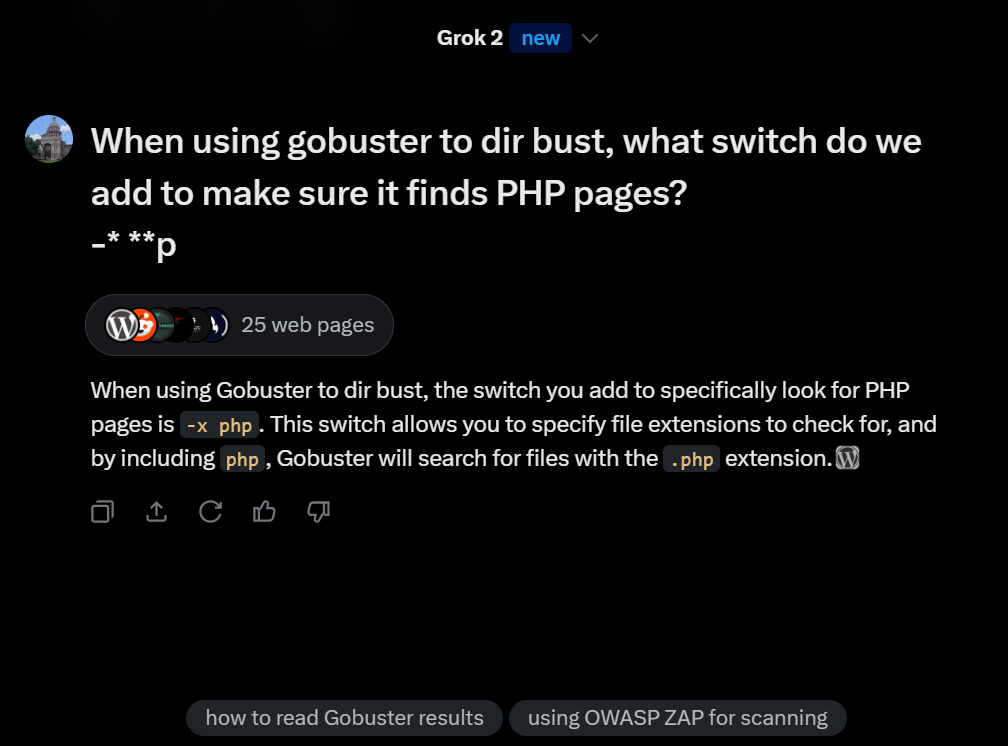 Grok 2 new
When using gobuster to dir bust, what switch do we
add to make sure it finds PHP pages?
-* **p
25 web pages
When using Gobuster to dir bust, the switch you add to specifically look for PHP
pages is -x php. This switch allows you to specify file extensions to check for, and
by including php, Gobuster will search for files with the .php extension.
how to read Gobuster results
using OWASP ZAP for scanning